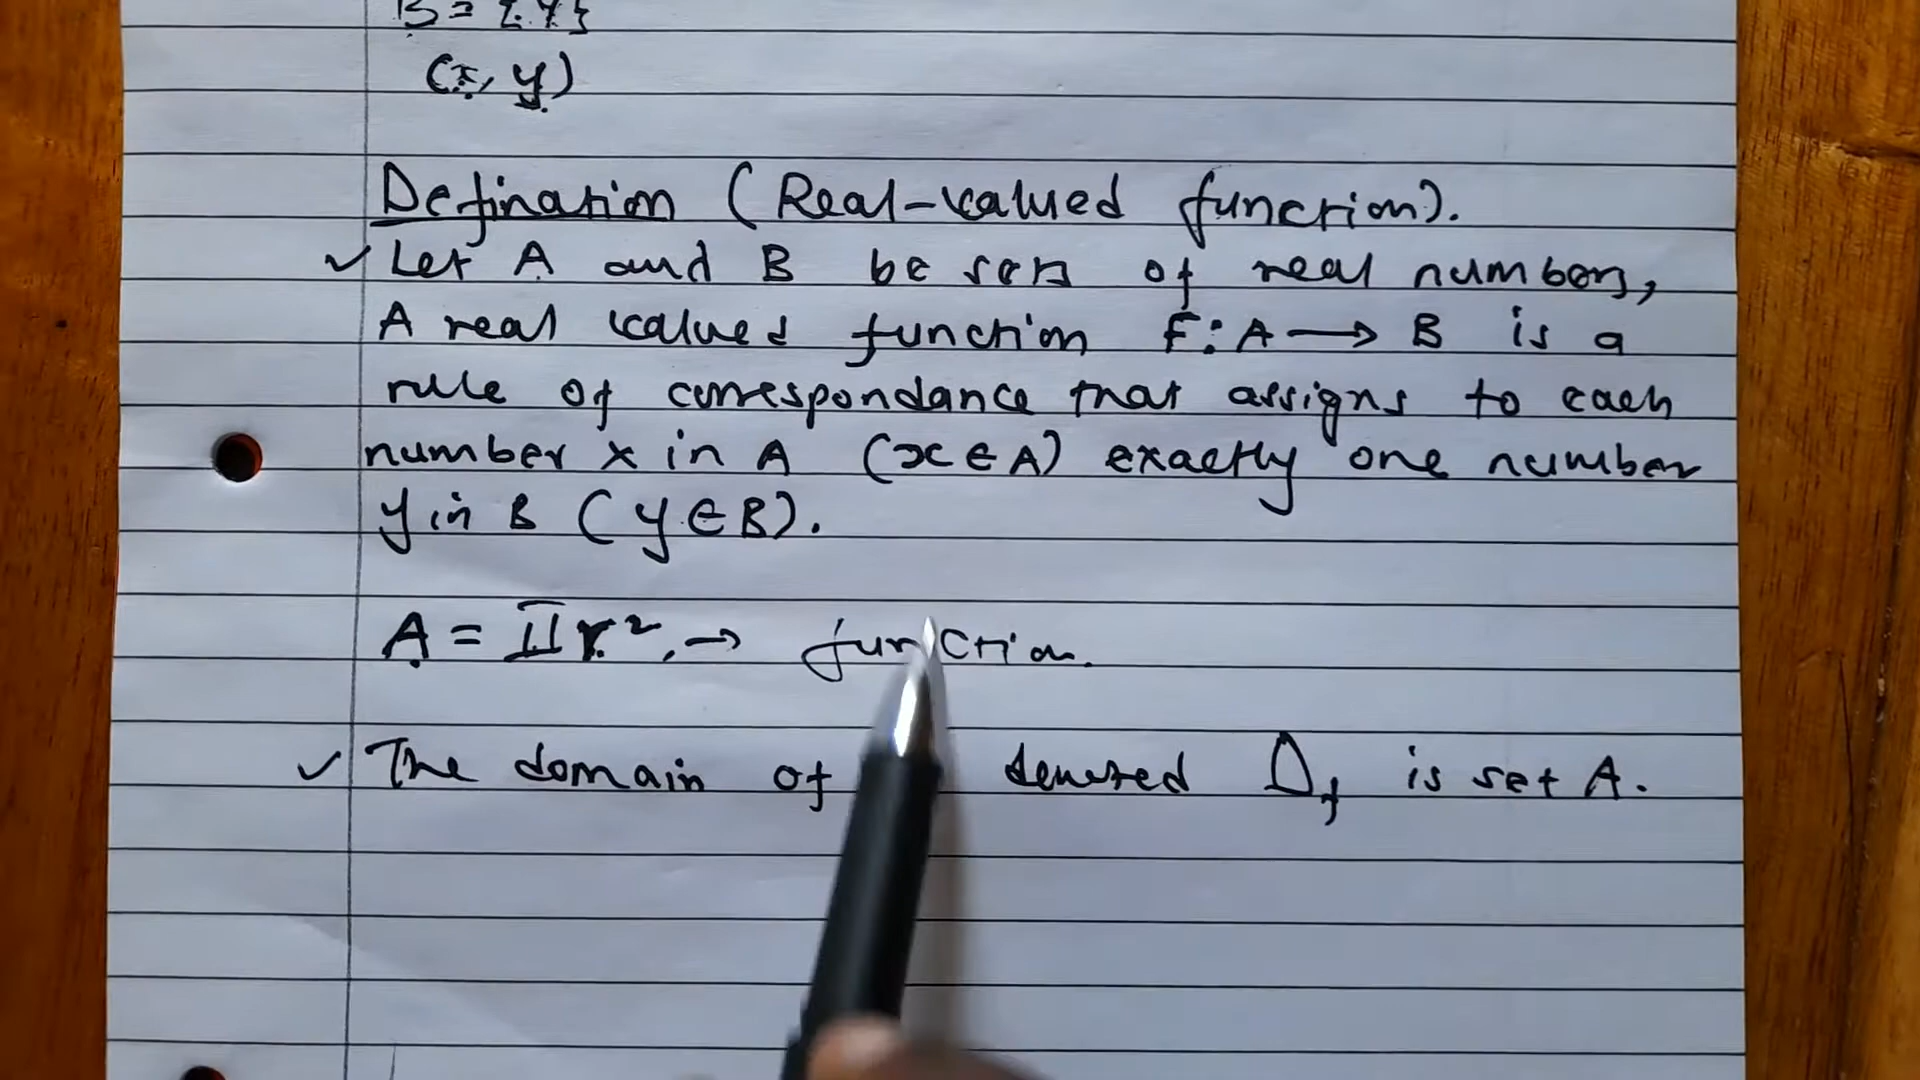 B = { y }
(x, y)
Defination (Real-valued function).
✓ Let A and B be sets of real numbers,
A real valued function f: A → B is a
rule of correspondance that assigns to each
number x in A (x ∈ A) exactly one number
y in B (y ∈ B).
A = πr², → function.
✓ The domain of denoted D_f is set A.